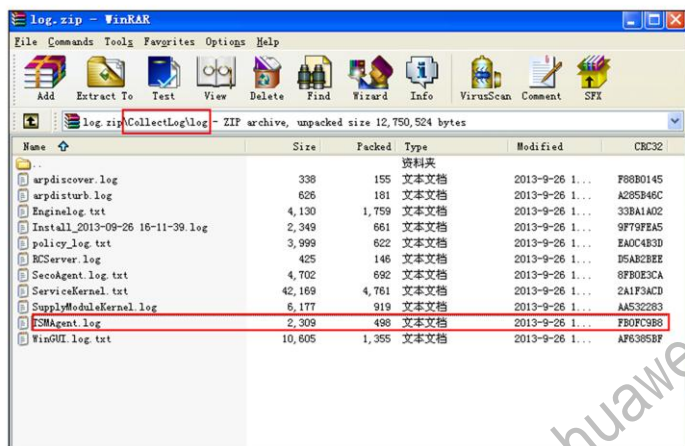 log.zip - WinRAR
File Commands Tools Favorites Options Help
Add Extract To Test View Delete Find Wizard Info VirusScan Comment SFX
log.zip\CollectLog\log - ZIP archive, unpacked size 12,750,524 bytes
Name Size Packed Type Modified CRC32
.. 资料夹
arpdiscover.log 338 155 文本文档 2013-9-26 1... F88B0145
arpdisturb.log 626 181 文本文档 2013-9-26 1... A285B46C
Enginelog.txt 4,130 1,759 文本文档 2013-9-26 1... 33BA1A02
Install_2013-09-26 16-11-39.log 2,349 661 文本文档 2013-9-26 1... 9F79FEA5
policy_log.txt 3,999 622 文本文档 2013-9-26 1... EA0C4B3D
RCServer.log 425 146 文本文档 2013-9-26 1... D5AB2BEE
SecoAgent.log.txt 4,702 692 文本文档 2013-9-26 1... 8FB0E3CA
ServiceKernel.txt 42,169 4,761 文本文档 2013-9-26 1... 2A1F3ACD
SupplyModuleKernel.log 6,177 919 文本文档 2013-9-26 1... AA532283
TSMAgent.log 2,309 498 文本文档 2013-9-26 1... FB0FC9B8
WinGUI.log.txt 10,605 1,355 文本文档 2013-9-26 1... AF6385BF
huawe